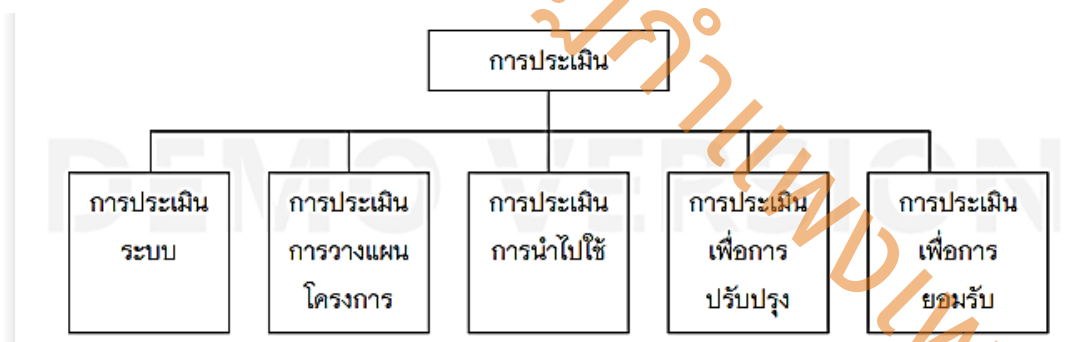 การประเมิน
การประเมิน
ระบบ
การประเมิน
การวางแผน
โครงการ
การประเมิน
การนำไปใช้
การประเมิน
เพื่อการ
ปรับปรุง
การประเมิน
เพื่อการ
ยอมรับ
DEMO VERSION